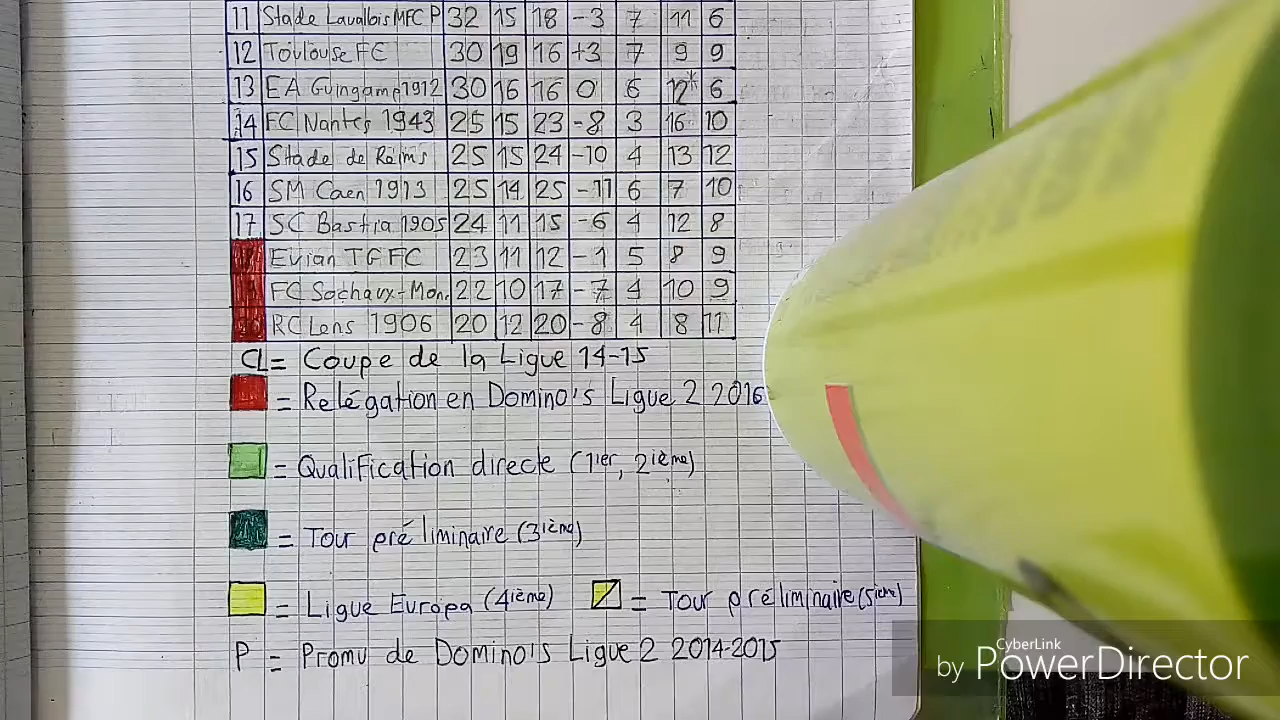 11 Stade Lavallois MFC P 32 15 18 -3 7 11 6
12 Toulouse FC 30 19 16 +3 7 9 9
13 EA Guingamp 1912 30 16 16 0 6 12* 6
14 FC Nantes 1943 25 15 23 -8 3 16 10
15 Stade de Reims 25 15 24 -10 4 13 12
16 SM Caen 1913 25 14 25 -11 6 7 10
17 SC Bastia 1905 24 11 15 -6 4 12 8
Evian TG FC 23 11 12 -1 5 8 9
FC Sochaux-Mon. 22 10 17 -7 4 10 9
RC Lens 1906 20 12 20 -8 4 8 11
CL = Coupe de la Ligue 14-15
= Relégation en Domino's Ligue 2 2016
= Qualification directe (1ier, 2ième)
= Tour préliminaire (3ième)
= Ligue Europa (4ième) = Tour préliminaire (5ième)
P = Promu de Domino's Ligue 2 2014-2015
CyberLink
by PowerDirector